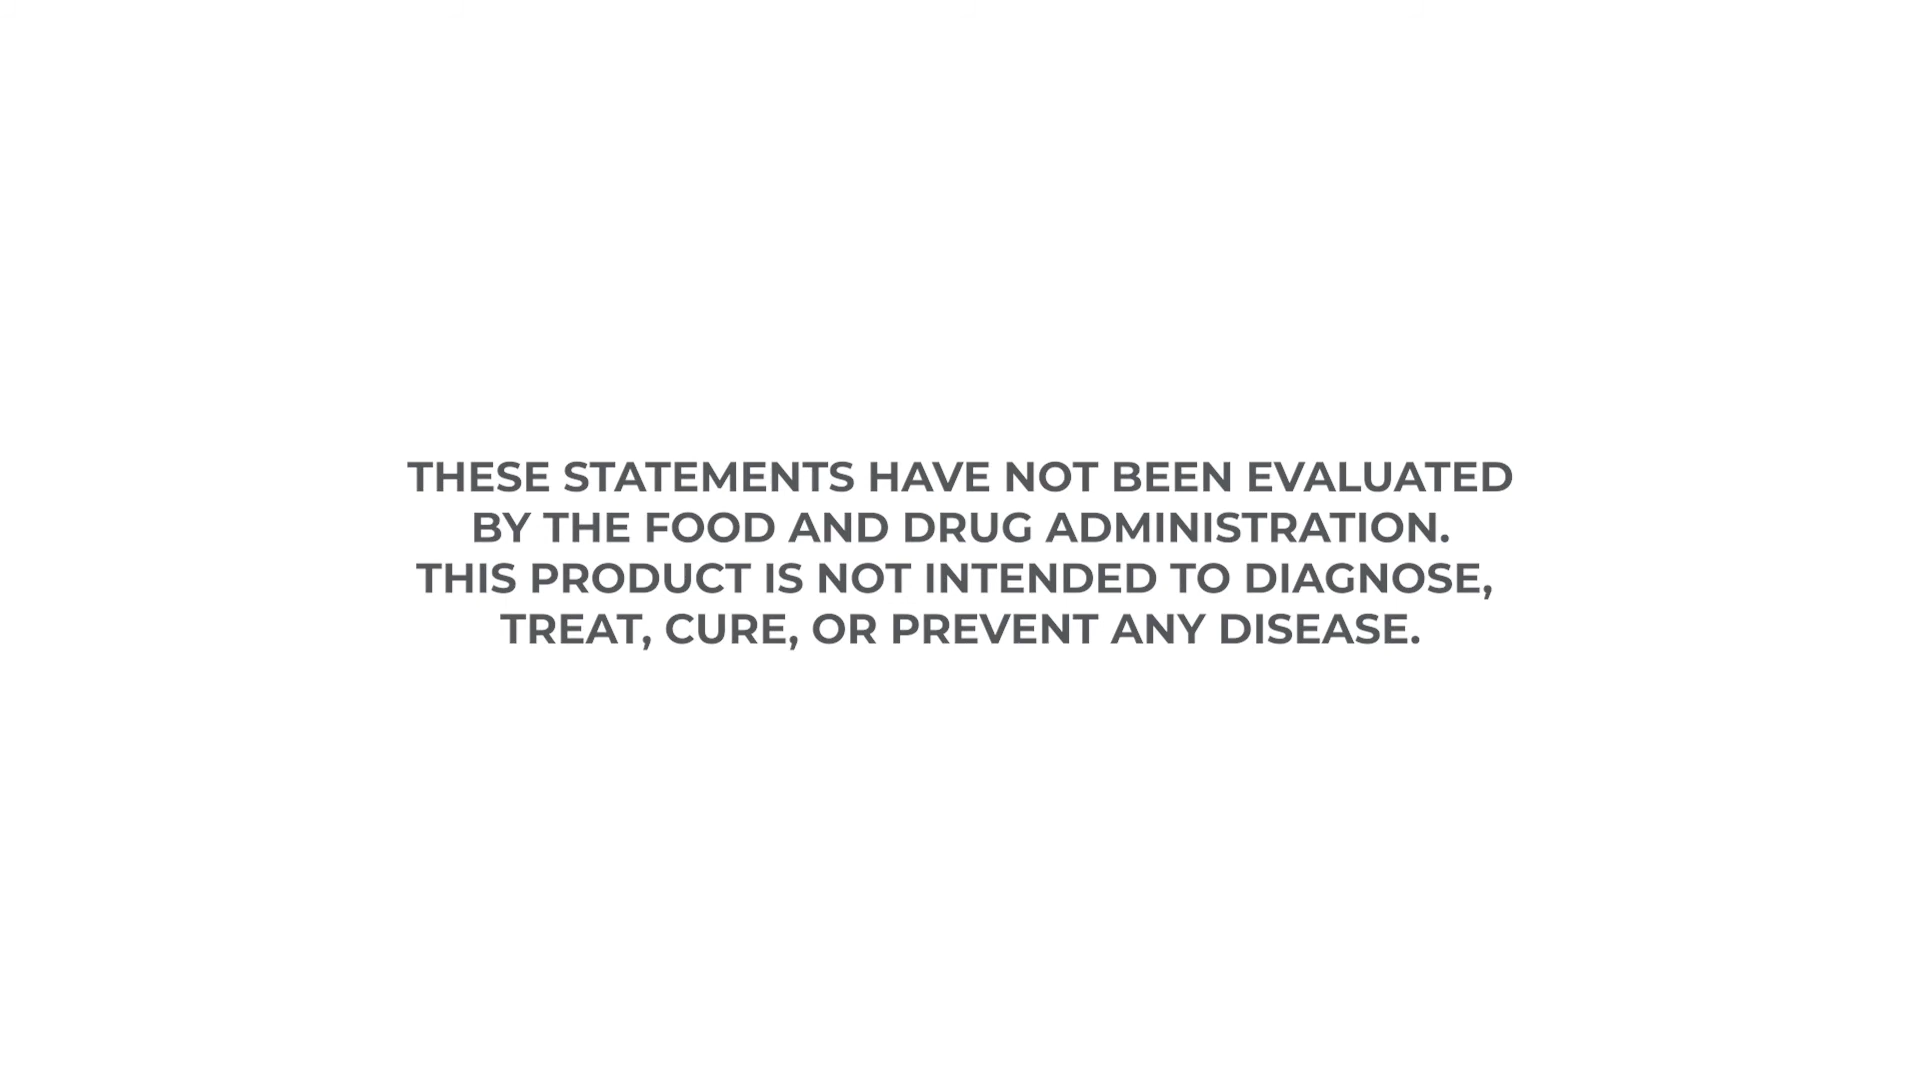 THESE STATEMENTS HAVE NOT BEEN EVALUATED
BY THE FOOD AND DRUG ADMINISTRATION.
THIS PRODUCT IS NOT INTENDED TO DIAGNOSE,
TREAT, CURE, OR PREVENT ANY DISEASE.